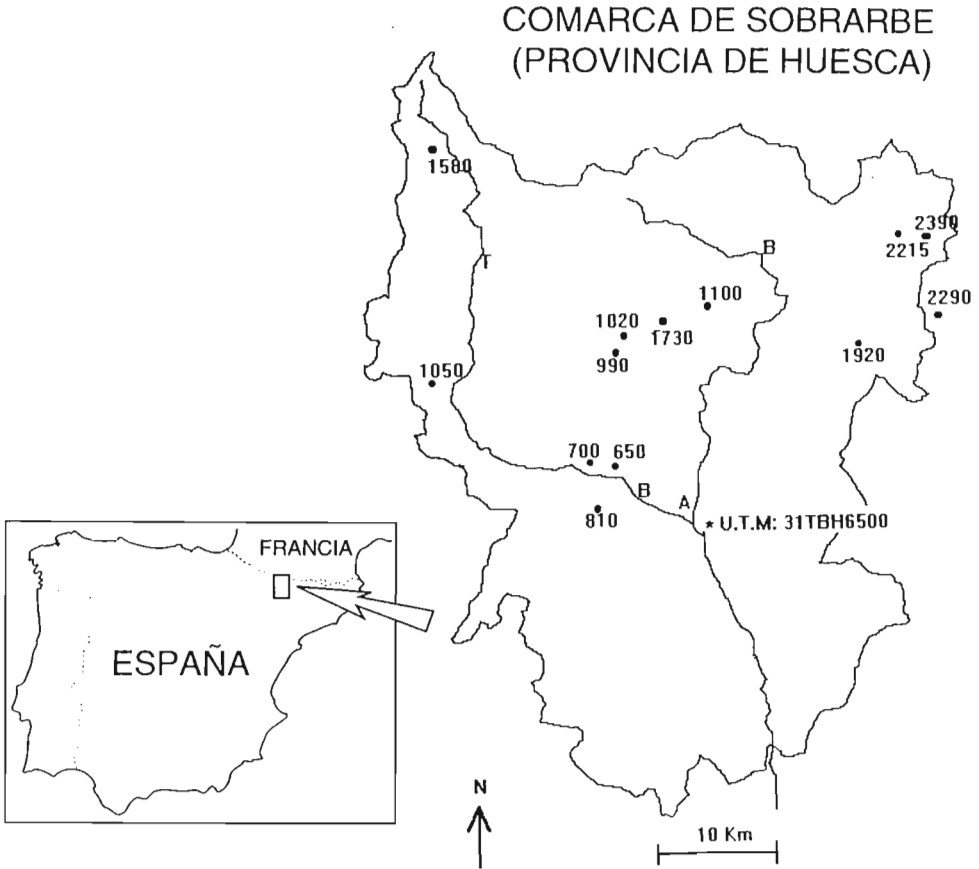 COMARCA DE SOBRARBE
(PROVINCIA DE HUESCA)
1580
2390
2215
B
T
2290
1100
1020
1730
990
1920
1050
700
650
B
A
810
* U.T.M: 31TBH6500
FRANCIA
ESPAÑA
N
10 Km